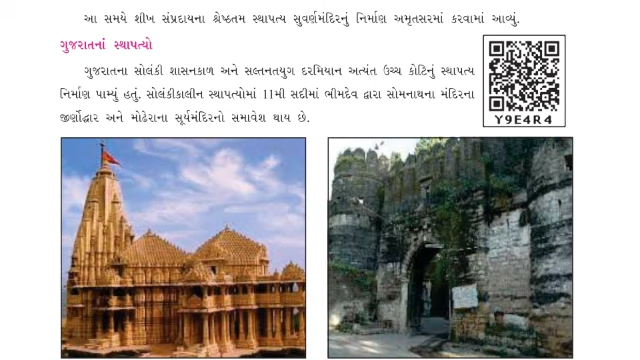 આ સમયે શીખ સંપ્રદાયના શ્રેષ્ઠતમ સ્થાપત્ય સુવર્ણમંદિરનું નિર્માણ અમૃતસરમાં કરવામાં આવ્યું.
ગુજરાતનાં સ્થાપત્યો
ગુજરાતના સોલંકી શાસનકાળ અને સલ્તનતયુગ દરમિયાન અત્યંત ઉચ્ચ કોટિનું સ્થાપત્ય
નિર્માણ પામ્યું હતું. સોલંકીકાલીન સ્થાપત્યોમાં 11મી સદીમાં ભીમદેવ દ્વારા સોમનાથના મંદિરના
જીર્ણોદ્વાર અને મોઢેરાના સૂર્યમંદિરનો સમાવેશ થાય છે.
Y9E4R4